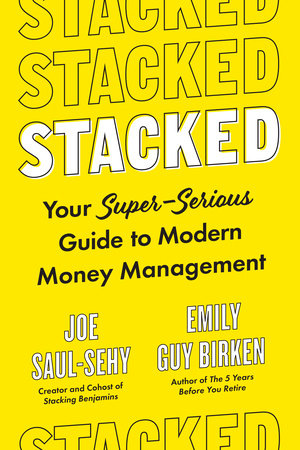 STACKED
STACKED
STACKED
Your Super-Serious
Guide to Modern
Money Management
JOE
SAUL-SEHY
Creator and Cohost of
Stacking Benjamins
EMILY
GUY BIRKEN
Author of The 5 Years
Before You Retire
STACKED
STACKED